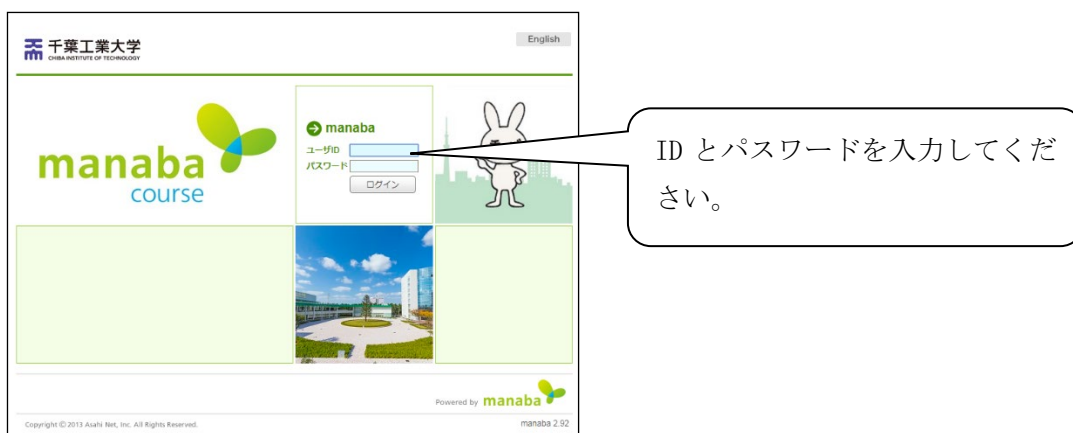 千葉工業大学
CHIBA INSTITUTE OF TECHNOLOGY
English
manaba
course
manaba
ユーザID
パスワード
ログイン
ID とパスワードを入力してくだ
さい。
Powered by manaba
Copyright © 2013 Asahi Net, Inc. All Rights Reserved.
manaba 2.92